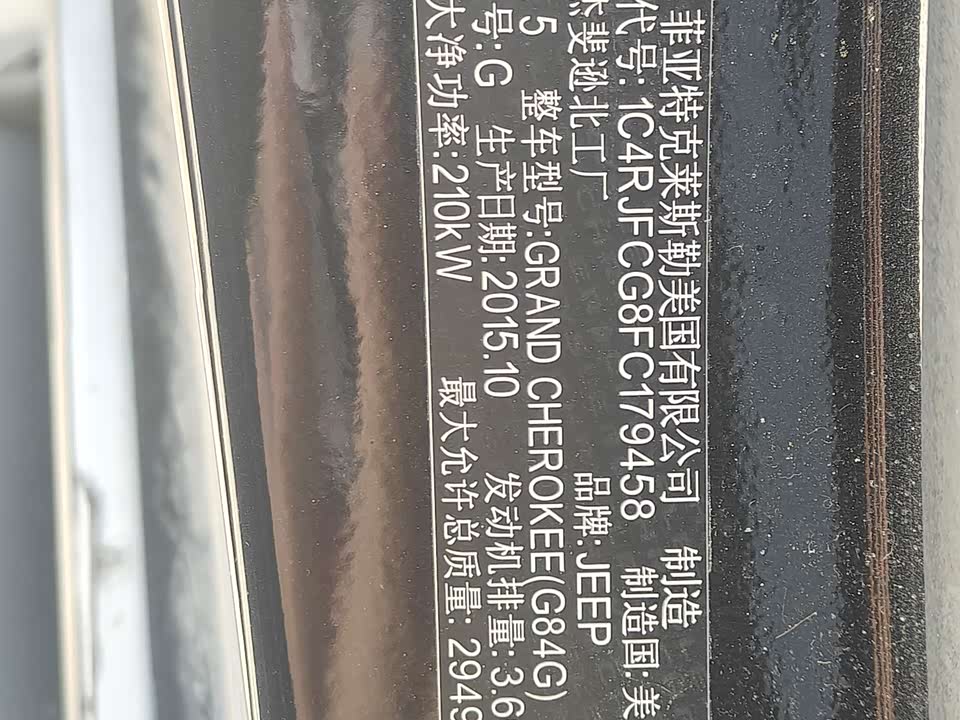 菲亚特克莱斯勒美国有限公司 制造
代号: 1C4RJFCG8FC179458 制造国: 美
杰斐逊北工厂 品牌: JEEP
5 整车型号:GRAND CHEROKEE(G84G)
号: G 生产日期: 2015.10 发动机排量: 3.6
大净功率: 210kW 最大允许总质量: 2949